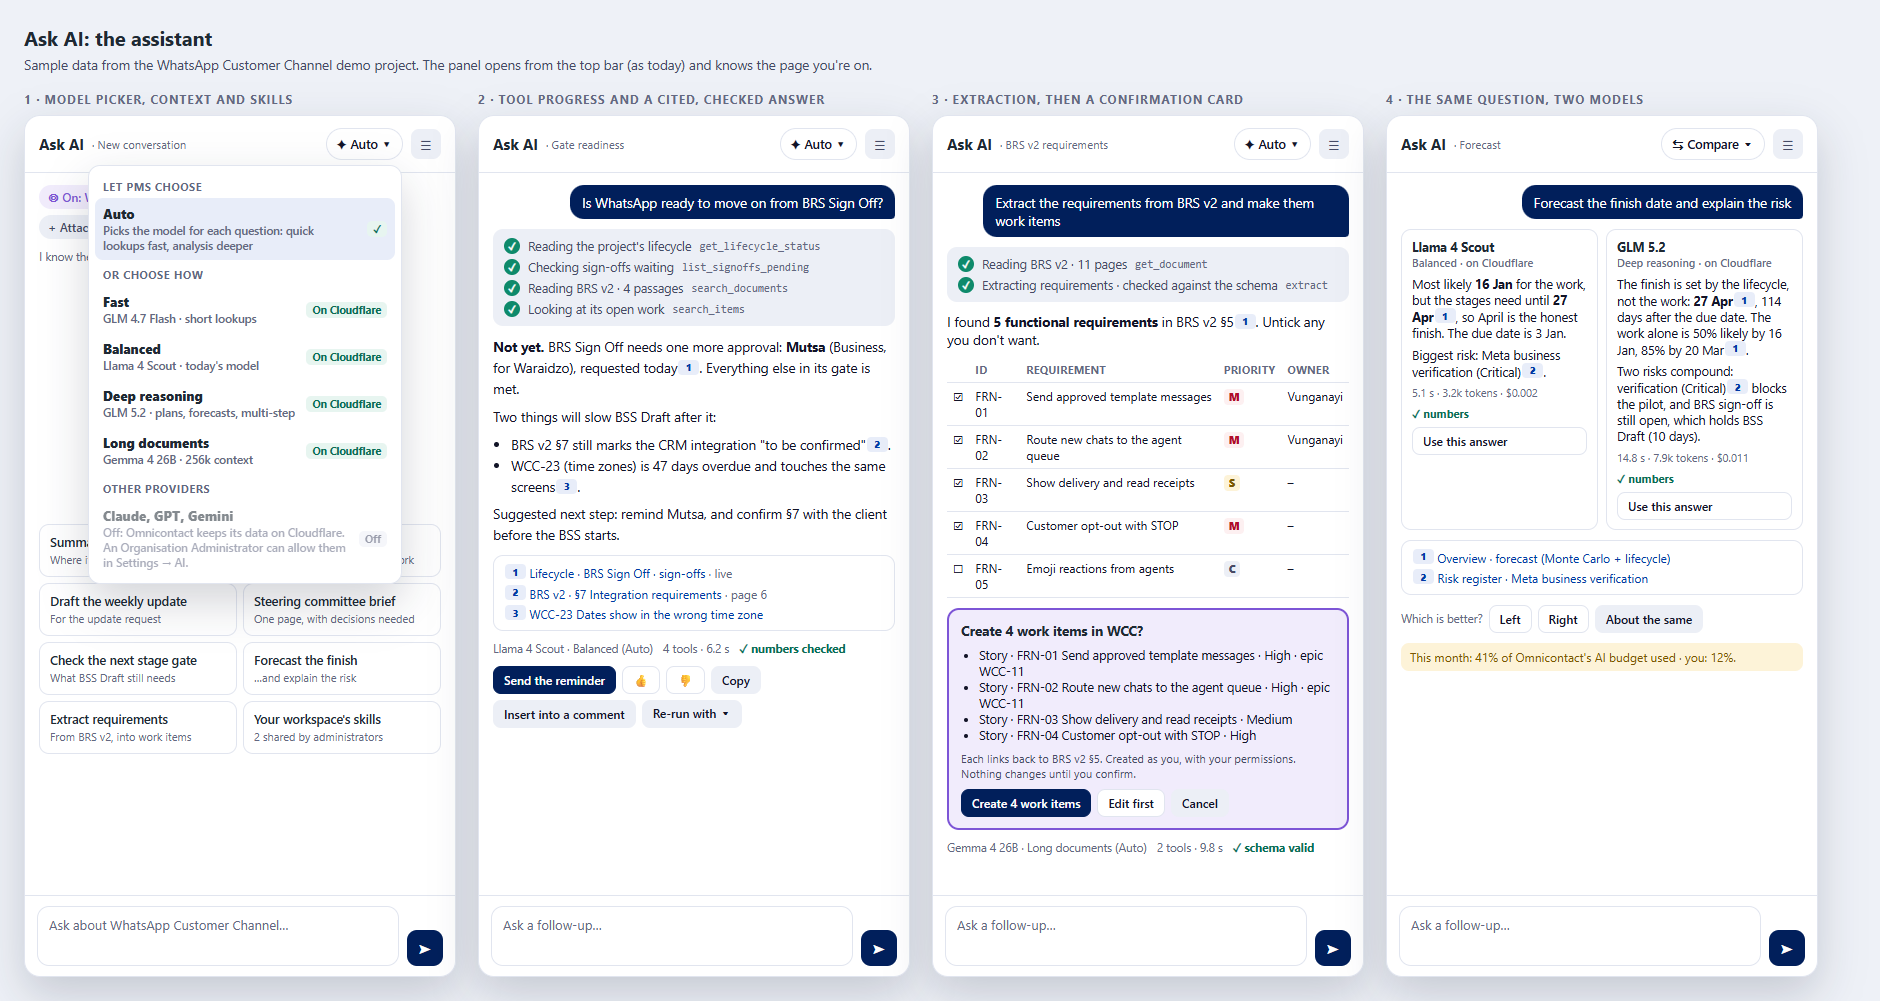 Ask AI: the assistant
Sample data from the WhatsApp Customer Channel demo project. The panel opens from the top bar (as today) and knows the page you're on.
1 · MODEL PICKER, CONTEXT AND SKILLS
Ask AI · New conversation
✦ Auto ▾
☰
On:
+ Attac
I know the
LET PMS CHOOSE
Auto
Picks the model for each question: quick
lookups fast, analysis deeper
✓
OR CHOOSE HOW
Fast
GLM 4.7 Flash · short lookups
On Cloudflare
Balanced
Llama 4 Scout · today's model
On Cloudflare
Deep reasoning
GLM 5.2 · plans, forecasts, multi-step
On Cloudflare
Long documents
Gemma 4 26B · 256k context
On Cloudflare
OTHER PROVIDERS
Claude, GPT, Gemini
Off: Omnicontact keeps its data on Cloudflare.
An Organisation Administrator can allow them
in Settings → AI.
Off
Summa
Where i
ork
Draft the weekly update
For the update request
Steering committee brief
One page, with decisions needed
Check the next stage gate
What BSS Draft still needs
Forecast the finish
...and explain the risk
Extract requirements
From BRS v2, into work items
Your workspace's skills
2 shared by administrators
Ask about WhatsApp Customer Channel...
➤
2 · TOOL PROGRESS AND A CITED, CHECKED ANSWER
Ask AI · Gate readiness
✦ Auto ▾
☰
Is WhatsApp ready to move on from BRS Sign Off?
✓ Reading the project's lifecycle get_lifecycle_status
✓ Checking sign-offs waiting list_signoffs_pending
✓ Reading BRS v2 · 4 passages search_documents
✓ Looking at its open work search_items
Not yet. BRS Sign Off needs one more approval: Mutsa (Business,
for Waraidzo), requested today 1 . Everything else in its gate is
met.
Two things will slow BSS Draft after it:
• BRS v2 §7 still marks the CRM integration "to be confirmed" 2 .
• WCC-23 (time zones) is 47 days overdue and touches the same
screens 3 .
Suggested next step: remind Mutsa, and confirm §7 with the client
before the BSS starts.
1 Lifecycle · BRS Sign Off · sign-offs · live
2 BRS v2 · §7 Integration requirements · page 6
3 WCC-23 Dates show in the wrong time zone
Llama 4 Scout · Balanced (Auto) 4 tools · 6.2 s ✓ numbers checked
Send the reminder 👍 👎 Copy
Insert into a comment Re-run with ▾
Ask a follow-up...
➤
3 · EXTRACTION, THEN A CONFIRMATION CARD
Ask AI · BRS v2 requirements
✦ Auto ▾
☰
Extract the requirements from BRS v2 and make them
work items
✓ Reading BRS v2 · 11 pages get_document
✓ Extracting requirements · checked against the schema extract
I found 5 functional requirements in BRS v2 §5 1 . Untick any
you don't want.
ID REQUIREMENT PRIORITY OWNER
☑ FRN-01 Send approved template messages M Vunganayi
☑ FRN-02 Route new chats to the agent queue M Vunganayi
☑ FRN-03 Show delivery and read receipts S –
☑ FRN-04 Customer opt-out with STOP M –
☐ FRN-05 Emoji reactions from agents C –
Create 4 work items in WCC?
• Story · FRN-01 Send approved template messages · High · epic
WCC-11
• Story · FRN-02 Route new chats to the agent queue · High · epic
WCC-11
• Story · FRN-03 Show delivery and read receipts · Medium
• Story · FRN-04 Customer opt-out with STOP · High
Each links back to BRS v2 §5. Created as you, with your permissions.
Nothing changes until you confirm.
Create 4 work items Edit first Cancel
Gemma 4 26B · Long documents (Auto) 2 tools · 9.8 s ✓ schema valid
Ask a follow-up...
➤
4 · THE SAME QUESTION, TWO MODELS
Ask AI · Forecast
⇆ Compare ▾
☰
Forecast the finish date and explain the risk
Llama 4 Scout
Balanced · on Cloudflare
Most likely 16 Jan for the work,
but the stages need until 27
Apr 1 , so April is the honest
finish. The due date is 3 Jan.
Biggest risk: Meta business
verification (Critical) 2 .
5.1 s · 3.2k tokens · $0.002
✓ numbers
Use this answer
GLM 5.2
Deep reasoning · on Cloudflare
The finish is set by the lifecycle,
not the work: 27 Apr 1 , 114
days after the due date. The
work alone is 50% likely by 16
Jan, 85% by 20 Mar 1 .
Two risks compound:
verification (Critical) 2 blocks
the pilot, and BRS sign-off is
still open, which holds BSS
Draft (10 days).
14.8 s · 7.9k tokens · $0.011
✓ numbers
Use this answer
1 Overview · forecast (Monte Carlo + lifecycle)
2 Risk register · Meta business verification
Which is better? Left Right About the same
This month: 41% of Omnicontact's AI budget used · you: 12%.
Ask a follow-up...
➤